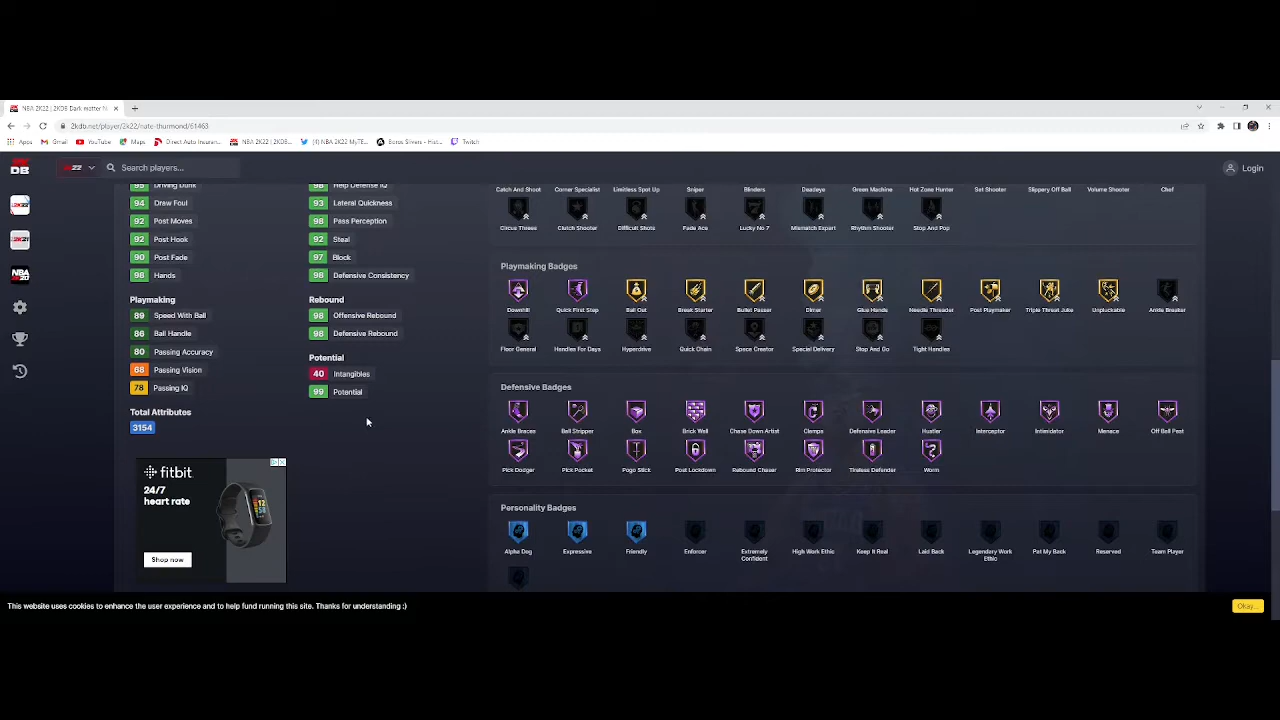 NBA 2K22 | 2KDB Dark matter N
2kdb.net/player/2k22/nate-thurmond/61463
Apps Gmail YouTube Maps Direct Auto Insuran... NBA 2K22 | 2KDB... (4) NBA 2K22 MyTE... Twitch
DB 2K22 Search players... Login
95 Driving Dunk
94 Draw Foul
92 Post Moves
92 Post Hook
90 Post Fade
98 Hands
Playmaking
89 Speed With Ball
86 Ball Handle
80 Passing Accuracy
68 Passing Vision
78 Passing IQ
Total Attributes
3154
98 Help Defense IQ
93 Lateral Quickness
98 Pass Perception
92 Steal
97 Block
98 Defensive Consistency
Rebound
98 Offensive Rebound
98 Defensive Rebound
Potential
40 Intangibles
99 Potential
fitbit
24/7
heart rate
Shop now
Catch And Shoot Corner Specialist Limitless Spot Up Sniper Blinders Deadeye Green Machine Hot Zone Hunter Set Shooter Slippery Off Ball Volume Shooter Chef
Circus Threes Clutch Shooter Difficult Shots Fade Ace Lucky No 7 Mismatch Expert Rhythm Shooter Stop And Pop
Playmaking Badges
Downhill Quick First Step Bail Out Break Starter Bullet Passer Dimer Glue Hands Needle Threader Post Playmaker Triple Threat Juke Unpluckable Ankle Breaker
Floor General Handles For Days Hyperdrive Quick Chain Space Creator Special Delivery Stop And Go Tight Handles
Defensive Badges
Ankle Braces Ball Stripper Box Brick Wall Chase Down Artist Clamps Defensive Leader Hustler Interceptor Intimidator Menace Off Ball Pest
Pick Dodger Pick Pocket Pogo Stick Post Lockdown Rebound Chaser Rim Protector Tireless Defender Worm
Personality Badges
Alpha Dog Expressive Friendly Enforcer Extremely Confident High Work Ethic Keep It Real Laid Back Legendary Work Ethic Pat My Back Reserved Team Player
This website uses cookies to enhance the user experience and to help fund running this site. Thanks for understanding :)
Okay...